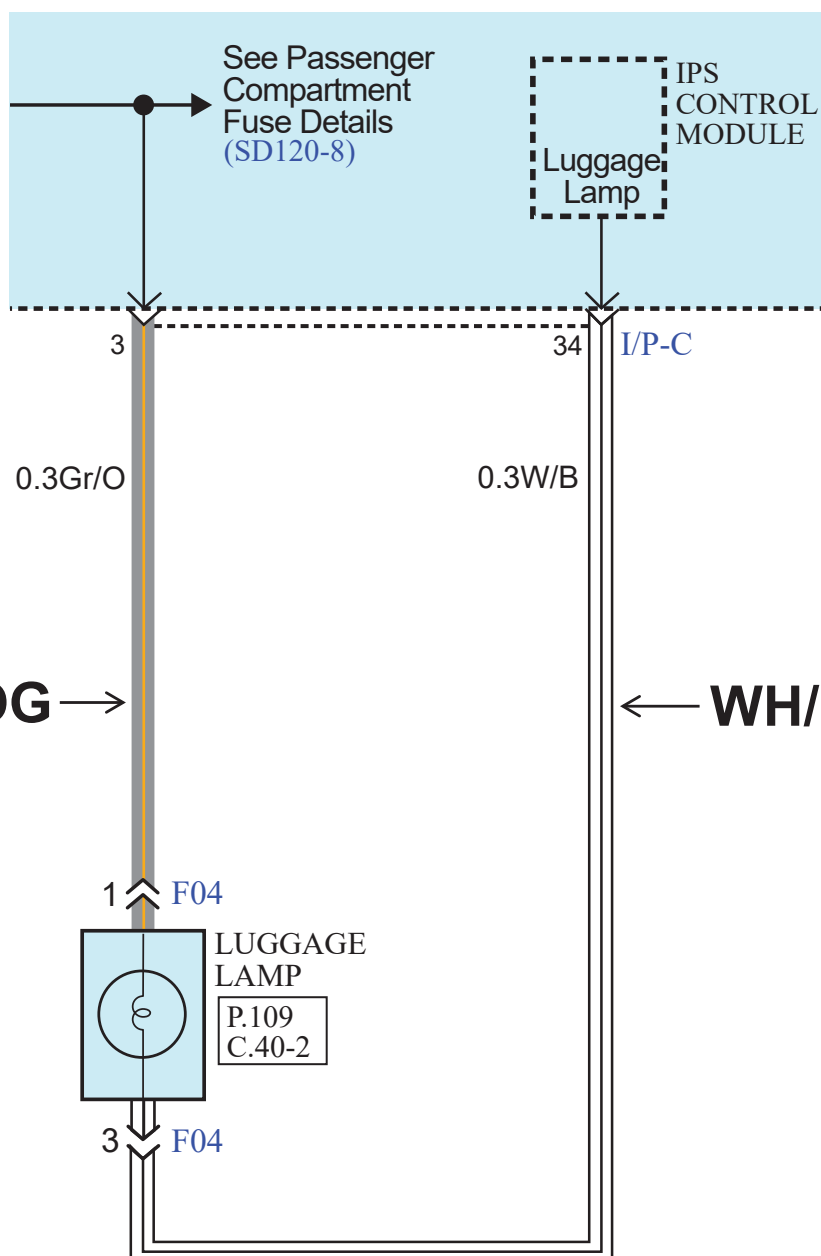 See Passenger
Compartment
Fuse Details
(SD120-8)
IPS
CONTROL
MODULE
Luggage
Lamp
3
34 I/P-C
0.3Gr/O
0.3W/B
OG
WH/
1 F04
LUGGAGE
LAMP
P.109
C.40-2
3 F04